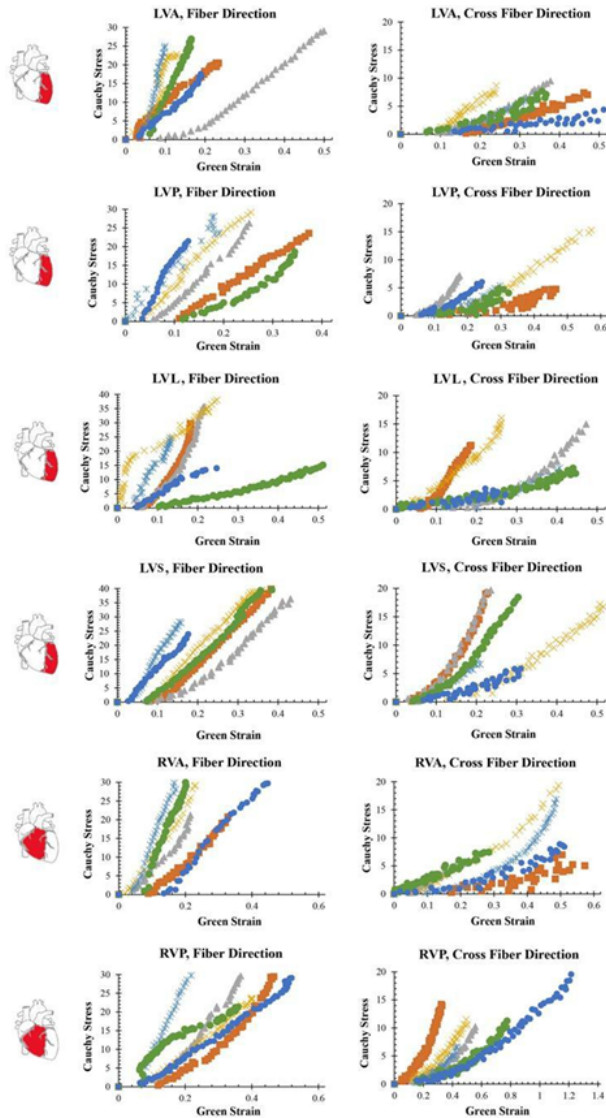 LVA, Fiber Direction
Cauchy Stress
30
25
20
15
10
5
0
0 0.1 0.2 0.3 0.4 0.5
Green Strain
LVA, Cross Fiber Direction
Cauchy Stress
20
15
10
5
0
0 0.1 0.2 0.3 0.4 0.5
Green Strain
LVP, Fiber Direction
Cauchy Stress
30
25
20
15
10
5
0
0 0.1 0.2 0.3 0.4
Green Strain
LVP, Cross Fiber Direction
Cauchy Stress
20
15
10
5
0
0 0.1 0.2 0.3 0.4 0.5 0.6
Green Strain
LVL, Fiber Direction
Cauchy Stress
40
35
30
25
20
15
10
5
0
0 0.1 0.2 0.3 0.4 0.5
Green Strain
LVL, Cross Fiber Direction
Cauchy Stress
20
15
10
5
0
0 0.1 0.2 0.3 0.4 0.5
Green Strain
LVS, Fiber Direction
Cauchy Stress
40
35
30
25
20
15
10
5
0
0 0.1 0.2 0.3 0.4 0.5
Green Strain
LVS, Cross Fiber Direction
Cauchy Stress
20
15
10
5
0
0 0.1 0.2 0.3 0.4 0.5
Green Strain
RVA, Fiber Direction
Cauchy Stress
30
25
20
15
10
5
0
0 0.2 0.4 0.6
Green Strain
RVA, Cross Fiber Direction
Cauchy Stress
20
15
10
5
0
0 0.1 0.2 0.3 0.4 0.5 0.6
Green Strain
RVP, Fiber Direction
Cauchy Stress
30
25
20
15
10
5
0
0 0.2 0.4 0.6
Green Strain
RVP, Cross Fiber Direction
Cauchy Stress
20
15
10
5
0
0 0.2 0.4 0.6 0.8 1 1.2 1.4
Green Strain